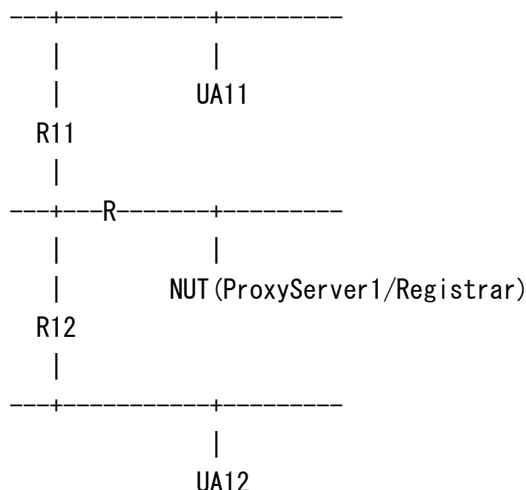 ---+-----------+---------
   |           |
   |         UA11
  R11
   |
---+---R-------+---------
   |           |
   |       NUT(ProxyServer1/Registrar)
  R12
   |
---+-----------+---------
               |
             UA12